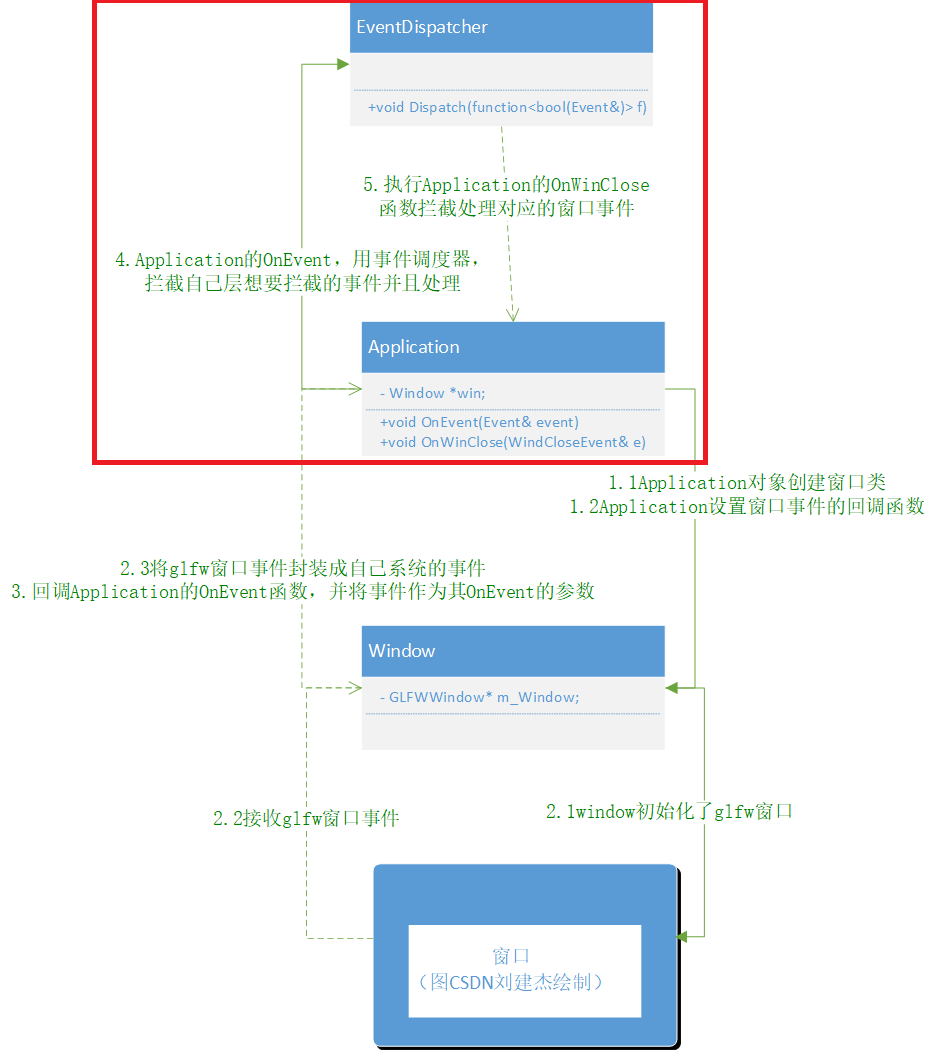 EventDispatcher
+void Dispatch(function<bool(Event&)> f)
5.执行Application的OnWinClose
函数拦截处理对应的窗口事件
4.Application的OnEvent，用事件调度器，
拦截自己层想要拦截的事件并且处理
Application
- Window *win;
+void OnEvent(Event& event)
+void OnWinClose(WindCloseEvent& e)
1.1Application对象创建窗口类
1.2Application设置窗口事件的回调函数
2.3将glfw窗口事件封装成自己系统的事件
3.回调Application的OnEvent函数，并将事件作为其OnEvent的参数
Window
- GLFWWindow* m_Window;
2.2接收glfw窗口事件
2.1window初始化了glfw窗口
窗口
（图CSDN刘建杰绘制）